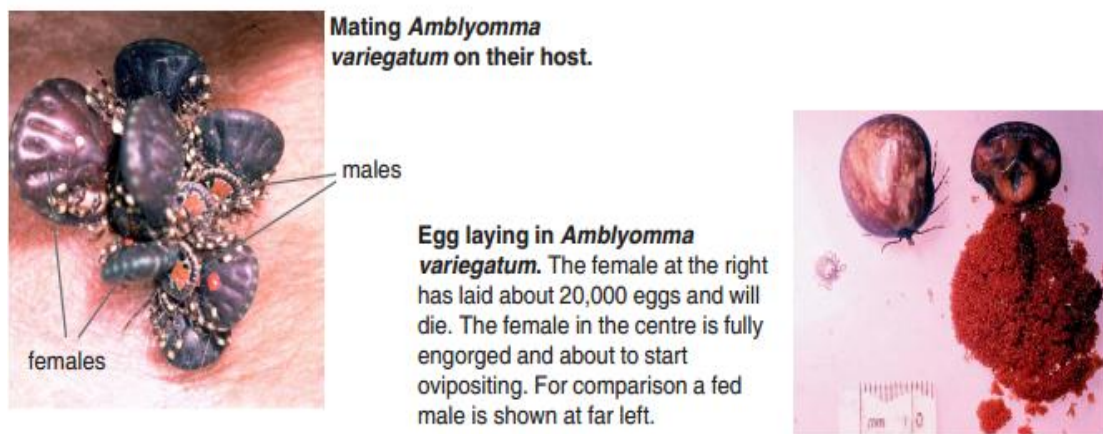 Mating Amblyomma
variegatum on their host.
males
females
Egg laying in Amblyomma
variegatum. The female at the right
has laid about 20,000 eggs and will
die. The female in the centre is fully
engorged and about to start
ovipositing. For comparison a fed
male is shown at far left.
mm 0